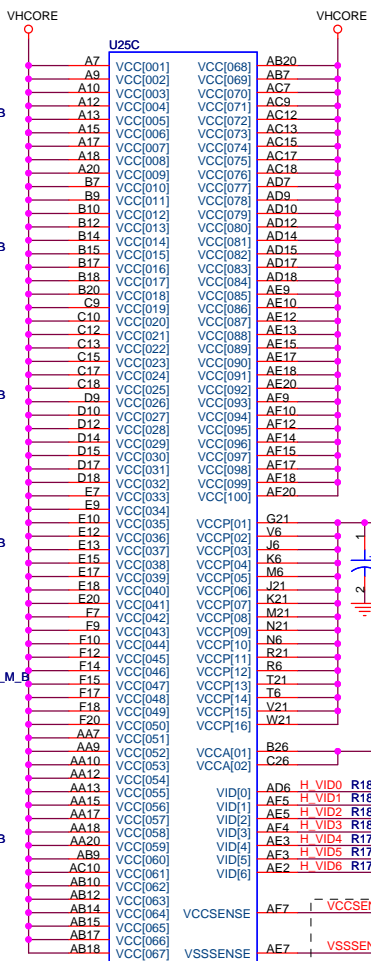 VHCORE VHCORE
U25C
A7 VCC[001] VCC[068] AB20
A9 VCC[002] VCC[069] AB7
A10 VCC[003] VCC[070] AC7
A12 VCC[004] VCC[071] AC9
B A13 VCC[005] VCC[072] AC12
A15 VCC[006] VCC[073] AC13
A17 VCC[007] VCC[074] AC15
A18 VCC[008] VCC[075] AC17
A20 VCC[009] VCC[076] AC18
B7 VCC[010] VCC[077] AD7
B9 VCC[011] VCC[078] AD9
B10 VCC[012] VCC[079] AD10
B12 VCC[013] VCC[080] AD12
B14 VCC[014] VCC[081] AD14
B B15 VCC[015] VCC[082] AD15
B17 VCC[016] VCC[083] AD17
B18 VCC[017] VCC[084] AD18
B20 VCC[018] VCC[085] AE9
C9 VCC[019] VCC[086] AE10
C10 VCC[020] VCC[087] AE12
C12 VCC[021] VCC[088] AE13
C13 VCC[022] VCC[089] AE15
C15 VCC[023] VCC[090] AE17
C17 VCC[024] VCC[091] AE18
C18 VCC[025] VCC[092] AE20
B D9 VCC[026] VCC[093] AF9
D10 VCC[027] VCC[094] AF10
D12 VCC[028] VCC[095] AF12
D14 VCC[029] VCC[096] AF14
D15 VCC[030] VCC[097] AF15
D17 VCC[031] VCC[098] AF17
D18 VCC[032] VCC[099] AF18
E7 VCC[033] VCC[100] AF20
E9 VCC[034]
E10 VCC[035] VCCP[01] G21
E12 VCC[036] VCCP[02] V6
B E13 VCC[037] VCCP[03] J6 1
E15 VCC[038] VCCP[04] K6
E17 VCC[039] VCCP[05] M6
E18 VCC[040] VCCP[06] J21 2
E20 VCC[041] VCCP[07] K21
F7 VCC[042] VCCP[08] M21
F9 VCC[043] VCCP[09] N21
F10 VCC[044] VCCP[10] N6
F12 VCC[045] VCCP[11] R21
F14 VCC[046] VCCP[12] R6
_M_B F15 VCC[047] VCCP[13] T21
F17 VCC[048] VCCP[14] T6
F18 VCC[049] VCCP[15] V21
F20 VCC[050] VCCP[16] W21
AA7 VCC[051]
AA9 VCC[052] VCCA[01] B26
AA10 VCC[053] VCCA[02] C26
AA12 VCC[054]
AA13 VCC[055] VID[0] AD6 H_VID0 R18
AA15 VCC[056] VID[1] AF5 H_VID1 R18
AA17 VCC[057] VID[2] AE5 H_VID2 R18
AA18 VCC[058] VID[3] AF4 H_VID3 R18
B AA20 VCC[059] VID[4] AE3 H_VID4 R17
AB9 VCC[060] VID[5] AF3 H_VID5 R17
AC10 VCC[061] VID[6] AE2 H_VID6 R17
AB10 VCC[062]
AB12 VCC[063]
AB14 VCC[064] VCCSENSE AF7 VCCSEN
AB15 VCC[065]
AB17 VCC[066]
AB18 VCC[067] VSSSENSE AE7 VSSSEN